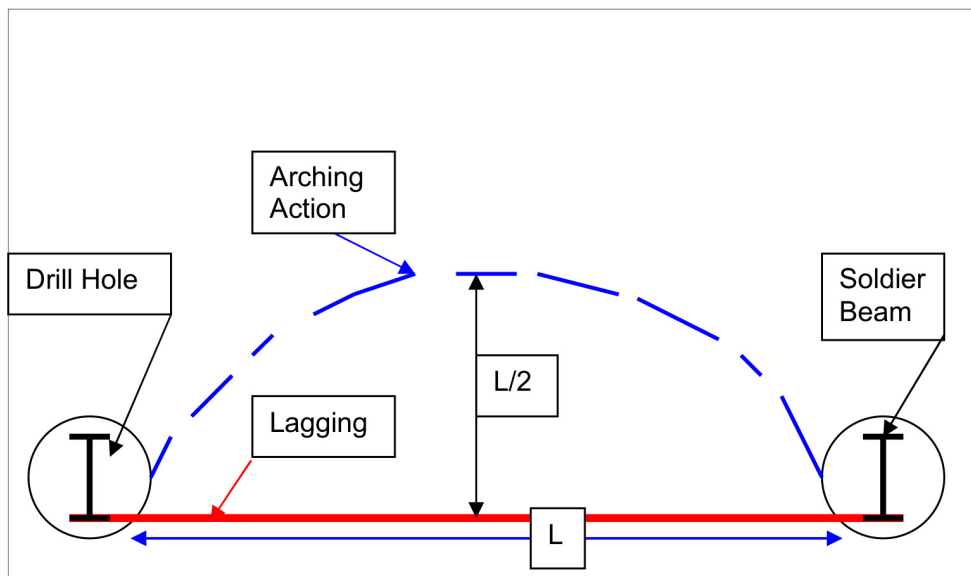 Arching
Action
Drill Hole
Soldier
Beam
L/2
Lagging
L